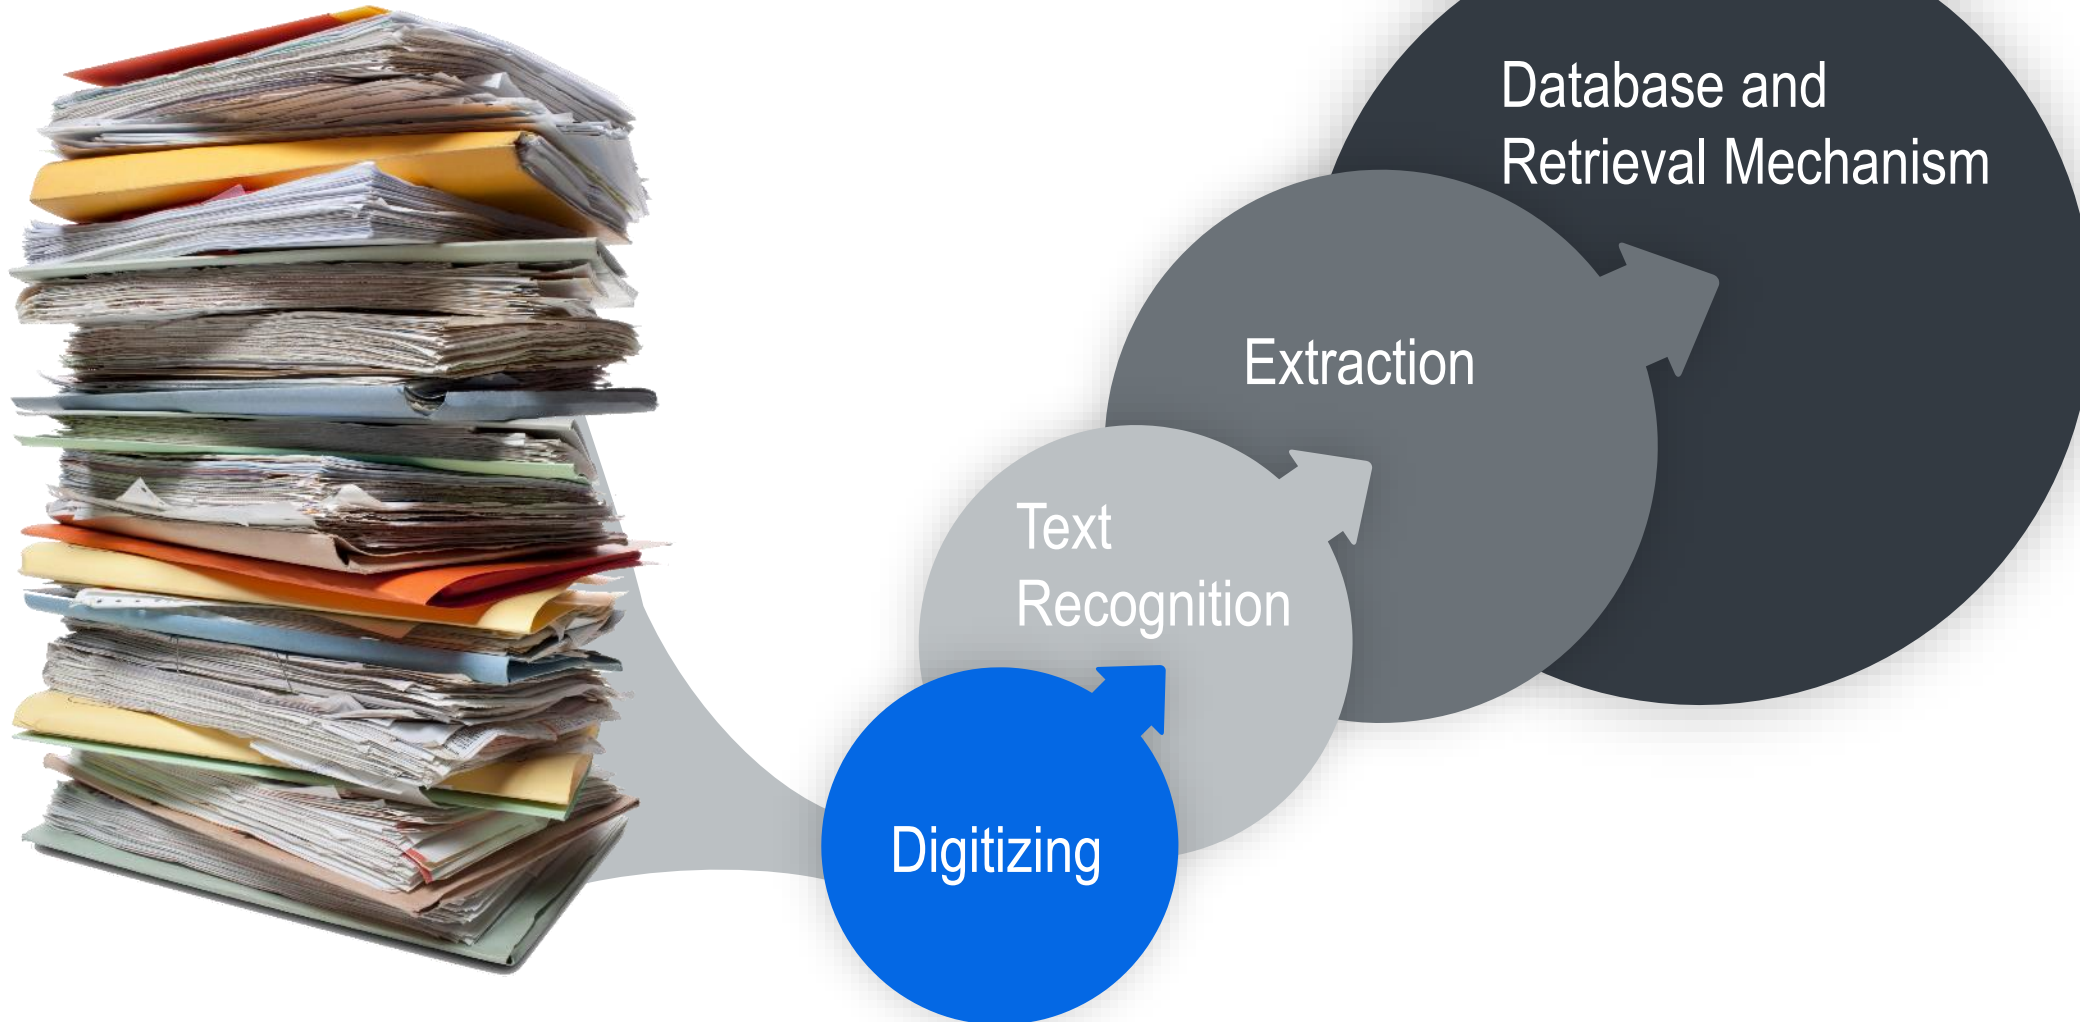 Database and
Retrieval Mechanism
Extraction
Text
Recognition
Digitizing